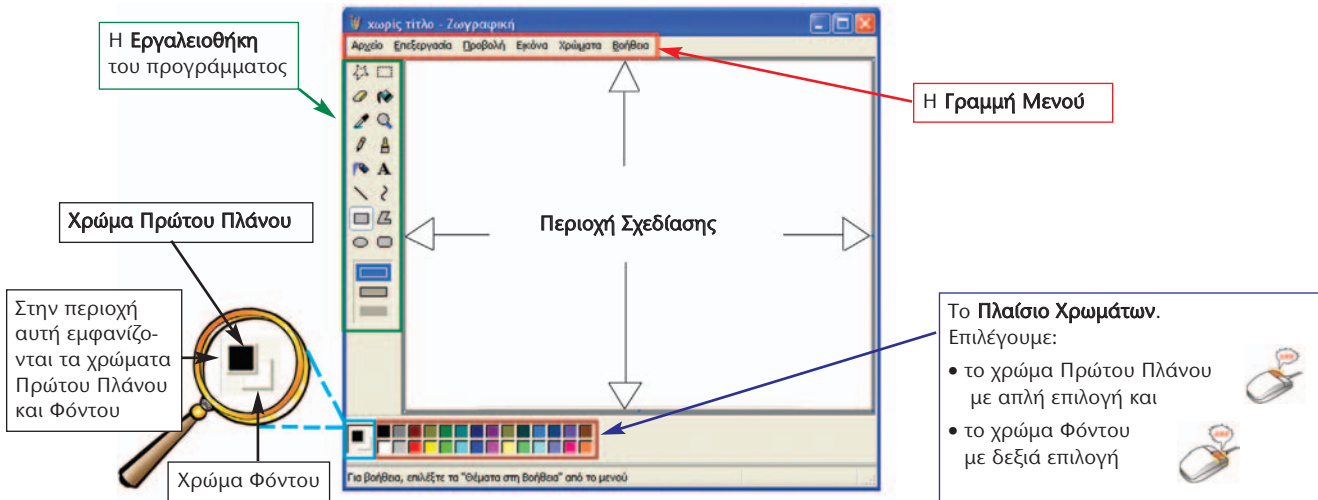 Η Εργαλειοθήκη
του προγράμματος
χωρίς τίτλο - Ζωγραφική
Αρχείο Επεξεργασία Προβολή Εικόνα Χρώματα Βοήθεια
Η Γραμμή Μενού
A
Χρώμα Πρώτου Πλάνου
Περιοχή Σχεδίασης
Στην περιοχή
αυτή εμφανίζο-
νται τα χρώματα
Πρώτου Πλάνου
και Φόντου
Χρώμα Φόντου
Το Πλαίσιο Χρωμάτων.
Επιλέγουμε:
• το χρώμα Πρώτου Πλάνου
με απλή επιλογή και
• το χρώμα Φόντου
με δεξιά επιλογή
Για βοήθεια, επιλέξτε τα "Θέματα στη Βοήθεια" από το μενού